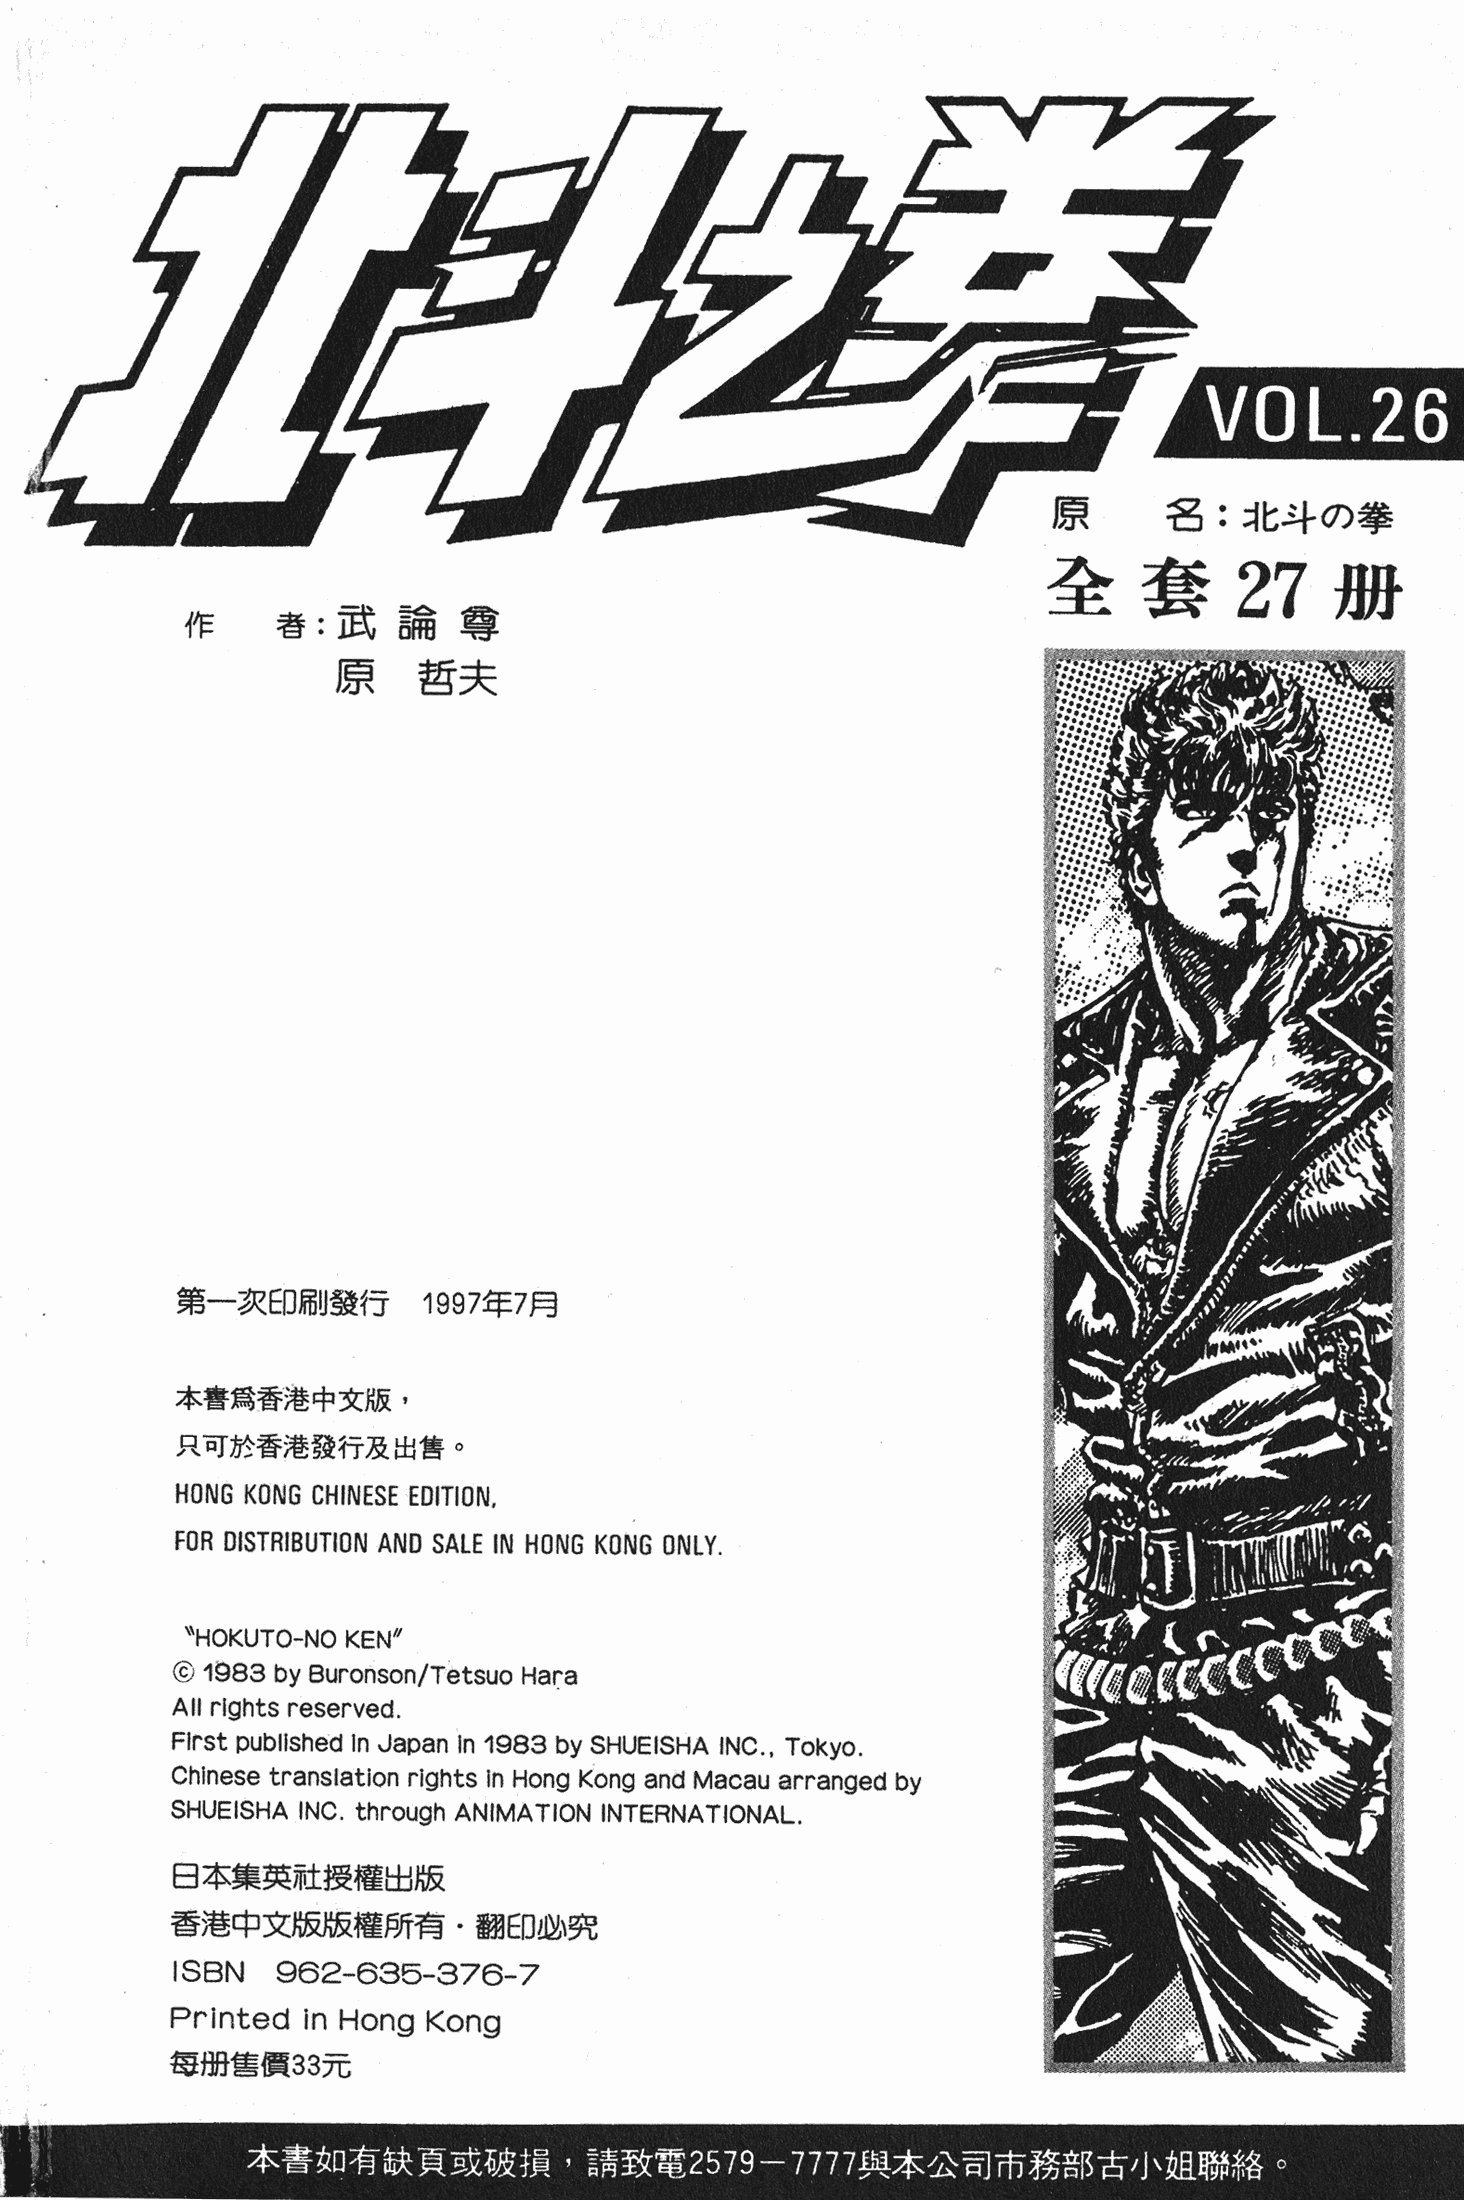 北斗之拳
VOL.26
原 名：北斗の拳
全套27册
作 者：武論尊
原 哲夫
第一次印刷發行 1997年7月
本書爲香港中文版，
只可於香港發行及出售。
HONG KONG CHINESE EDITION,
FOR DISTRIBUTION AND SALE IN HONG KONG ONLY.
〝HOKUTO-NO KEN〞
© 1983 by Buronson/Tetsuo Hara
All rights reserved.
First published in Japan in 1983 by SHUEISHA INC., Tokyo.
Chinese translation rights in Hong Kong and Macau arranged by
SHUEISHA INC. through ANIMATION INTERNATIONAL.
日本集英社授權出版
香港中文版版權所有・翻印必究
ISBN 962-635-376-7
Printed in Hong Kong
每册售價33元
本書如有缺頁或破損，請致電2579－7777與本公司市務部古小姐聯絡。